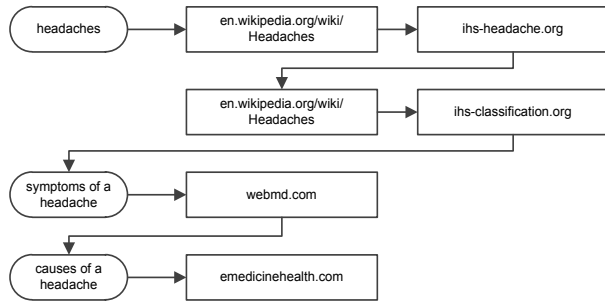 headaches
en.wikipedia.org/wiki/
Headaches
ihs-headache.org
en.wikipedia.org/wiki/
Headaches
ihs-classification.org
symptoms of a
headache
webmd.com
causes of a
headache
emedicinehealth.com